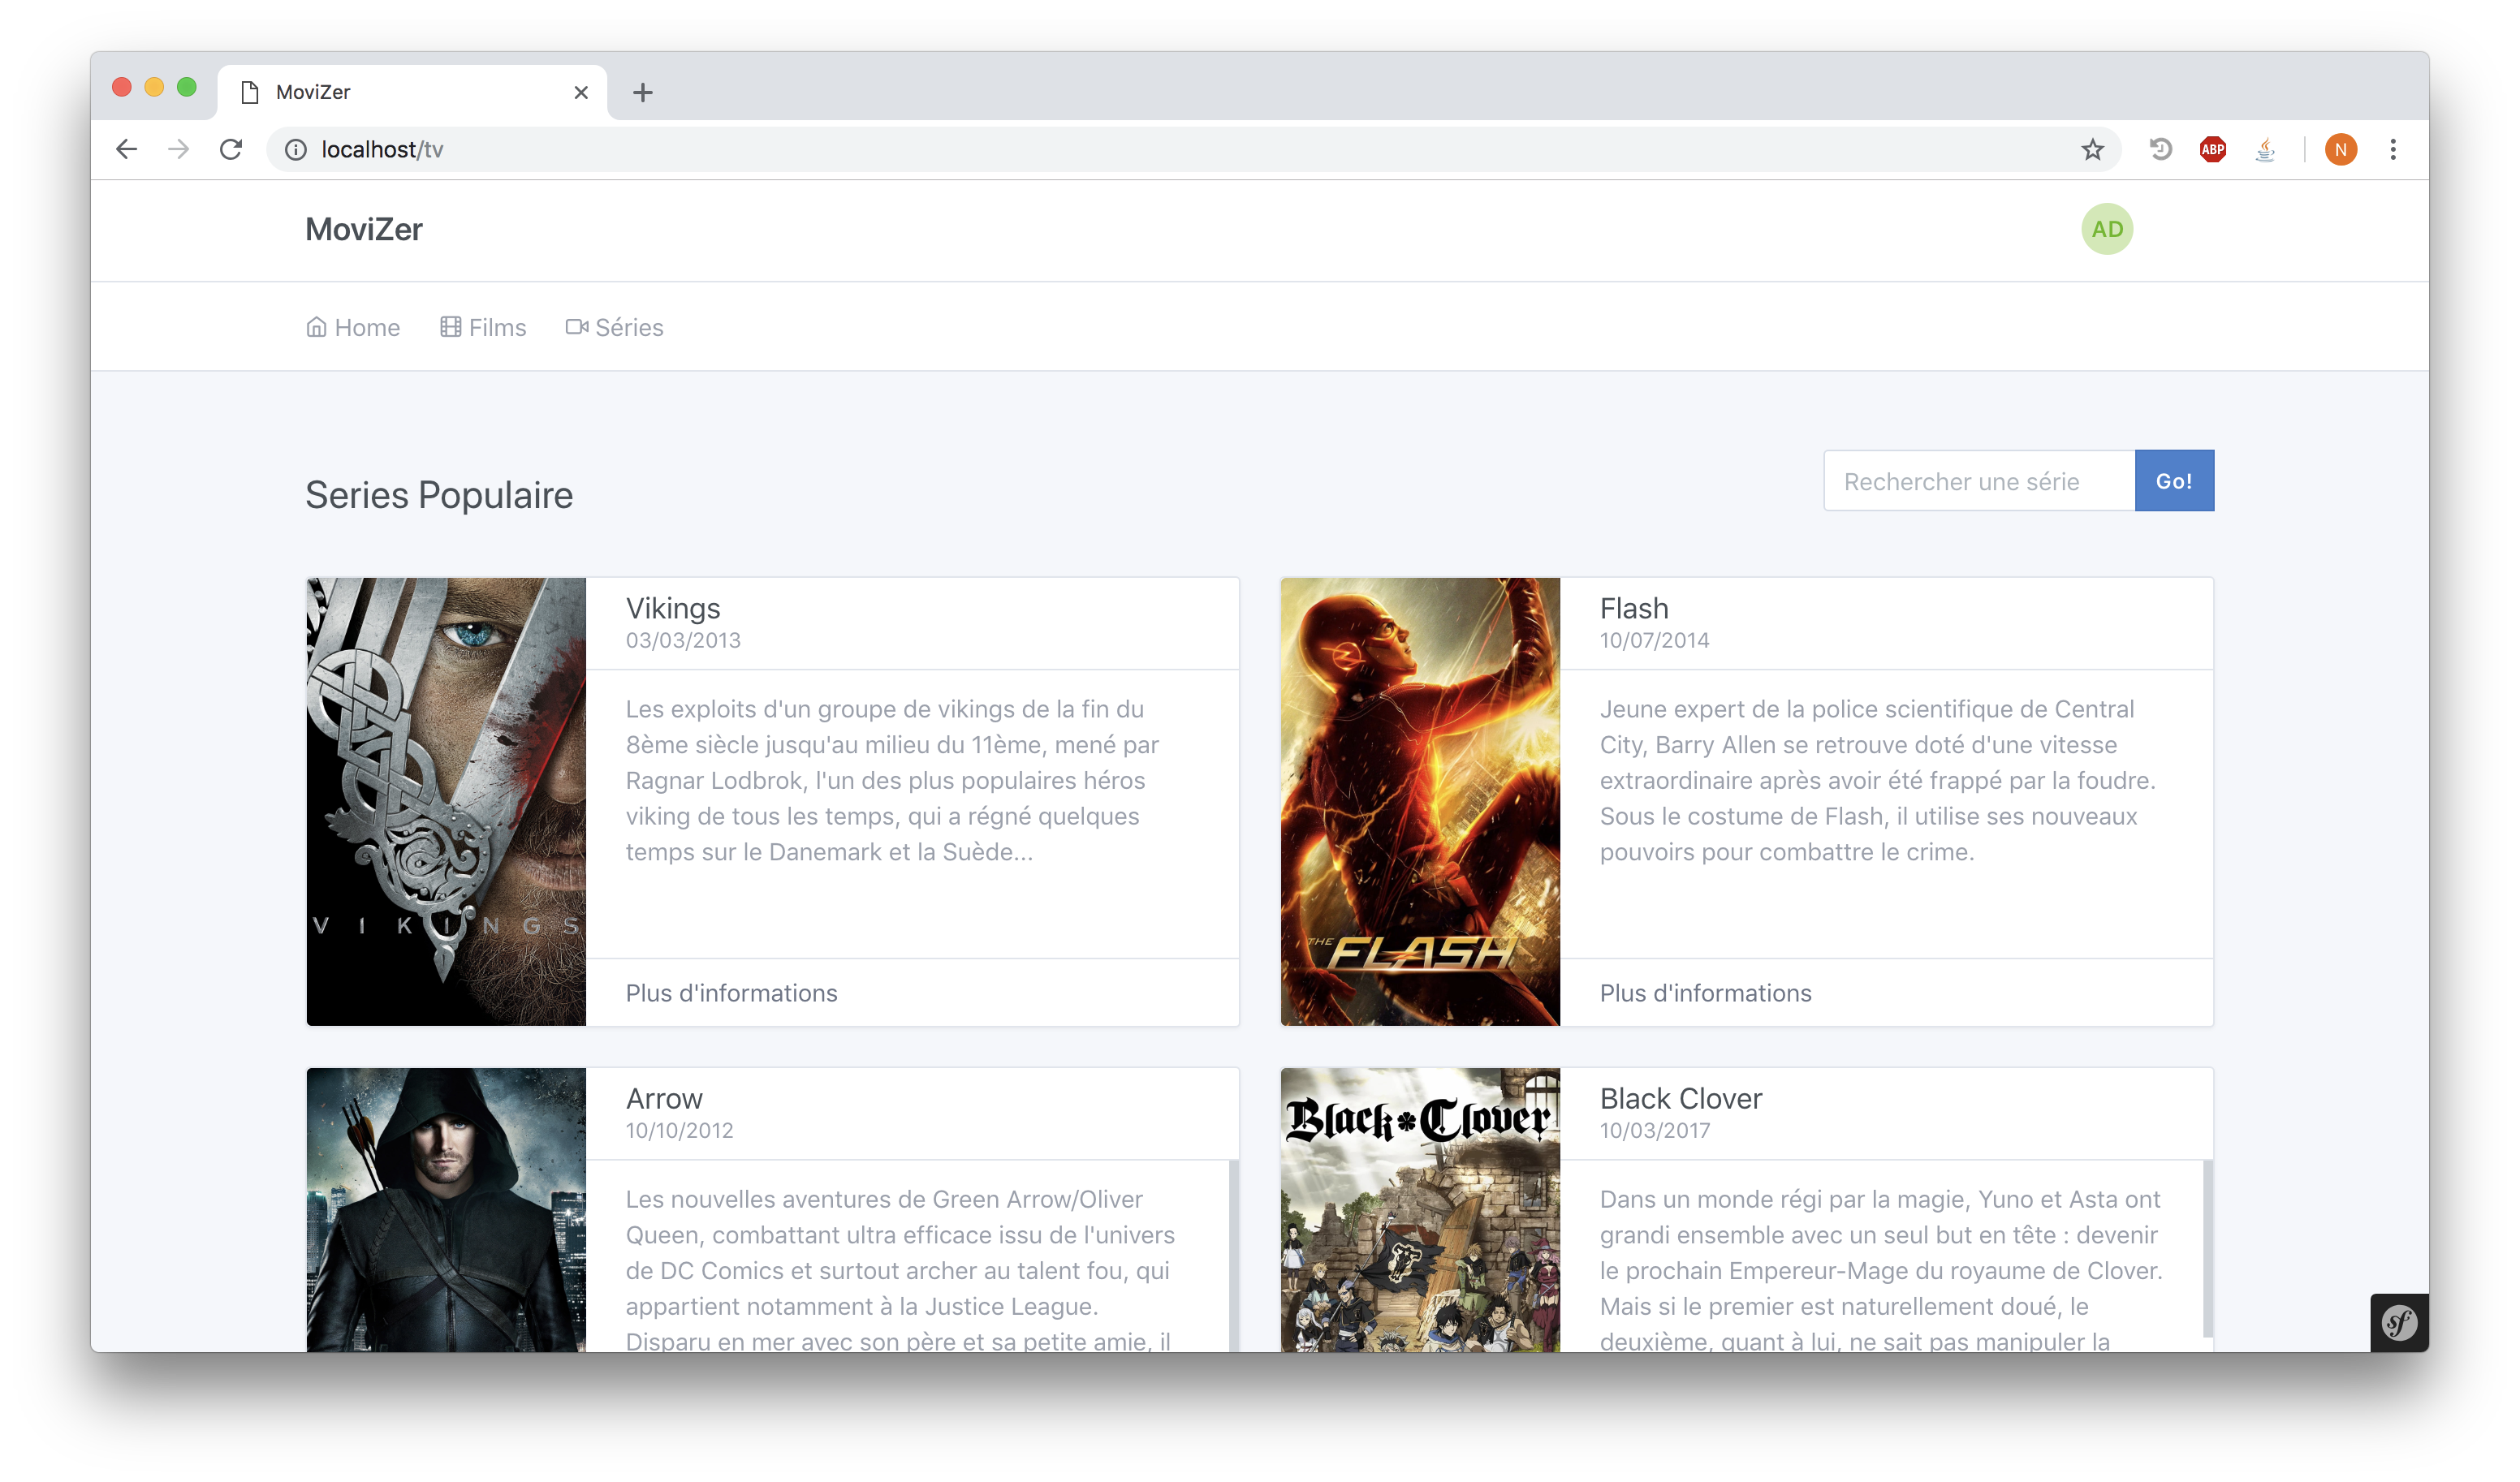 MoviZer
localhost/tv
ABP
N
MoviZer
AD
Home
Films
Séries
Series Populaire
Rechercher une série
Go!
VIKINGS
Vikings
03/03/2013
Les exploits d'un groupe de vikings de la fin du
8ème siècle jusqu'au milieu du 11ème, mené par
Ragnar Lodbrok, l'un des plus populaires héros
viking de tous les temps, qui a régné quelques
temps sur le Danemark et la Suède...
Plus d'informations
THE FLASH
Flash
10/07/2014
Jeune expert de la police scientifique de Central
City, Barry Allen se retrouve doté d'une vitesse
extraordinaire après avoir été frappé par la foudre.
Sous le costume de Flash, il utilise ses nouveaux
pouvoirs pour combattre le crime.
Plus d'informations
Arrow
10/10/2012
Les nouvelles aventures de Green Arrow/Oliver
Queen, combattant ultra efficace issu de l'univers
de DC Comics et surtout archer au talent fou, qui
appartient notamment à la Justice League.
Disparu en mer avec son père et sa petite amie, il
Black Clover
Black Clover
10/03/2017
Dans un monde régi par la magie, Yuno et Asta ont
grandi ensemble avec un seul but en tête : devenir
le prochain Empereur-Mage du royaume de Clover.
Mais si le premier est naturellement doué, le
deuxième, quant à lui, ne sait pas manipuler la
sf